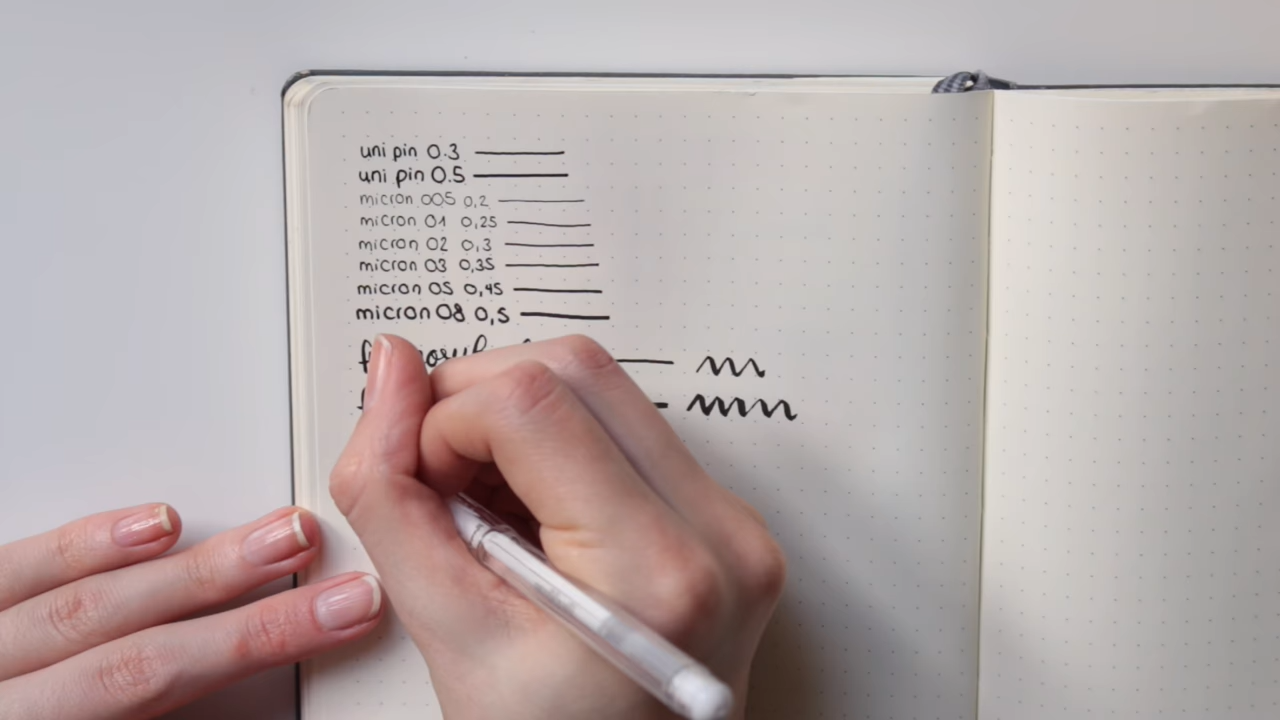 uni pin 0.3
uni pin 0.5
micron 005 0,2
micron 01 0,25
micron 02 0,3
micron 03 0,35
micron 05 0,45
micron 08 0,5